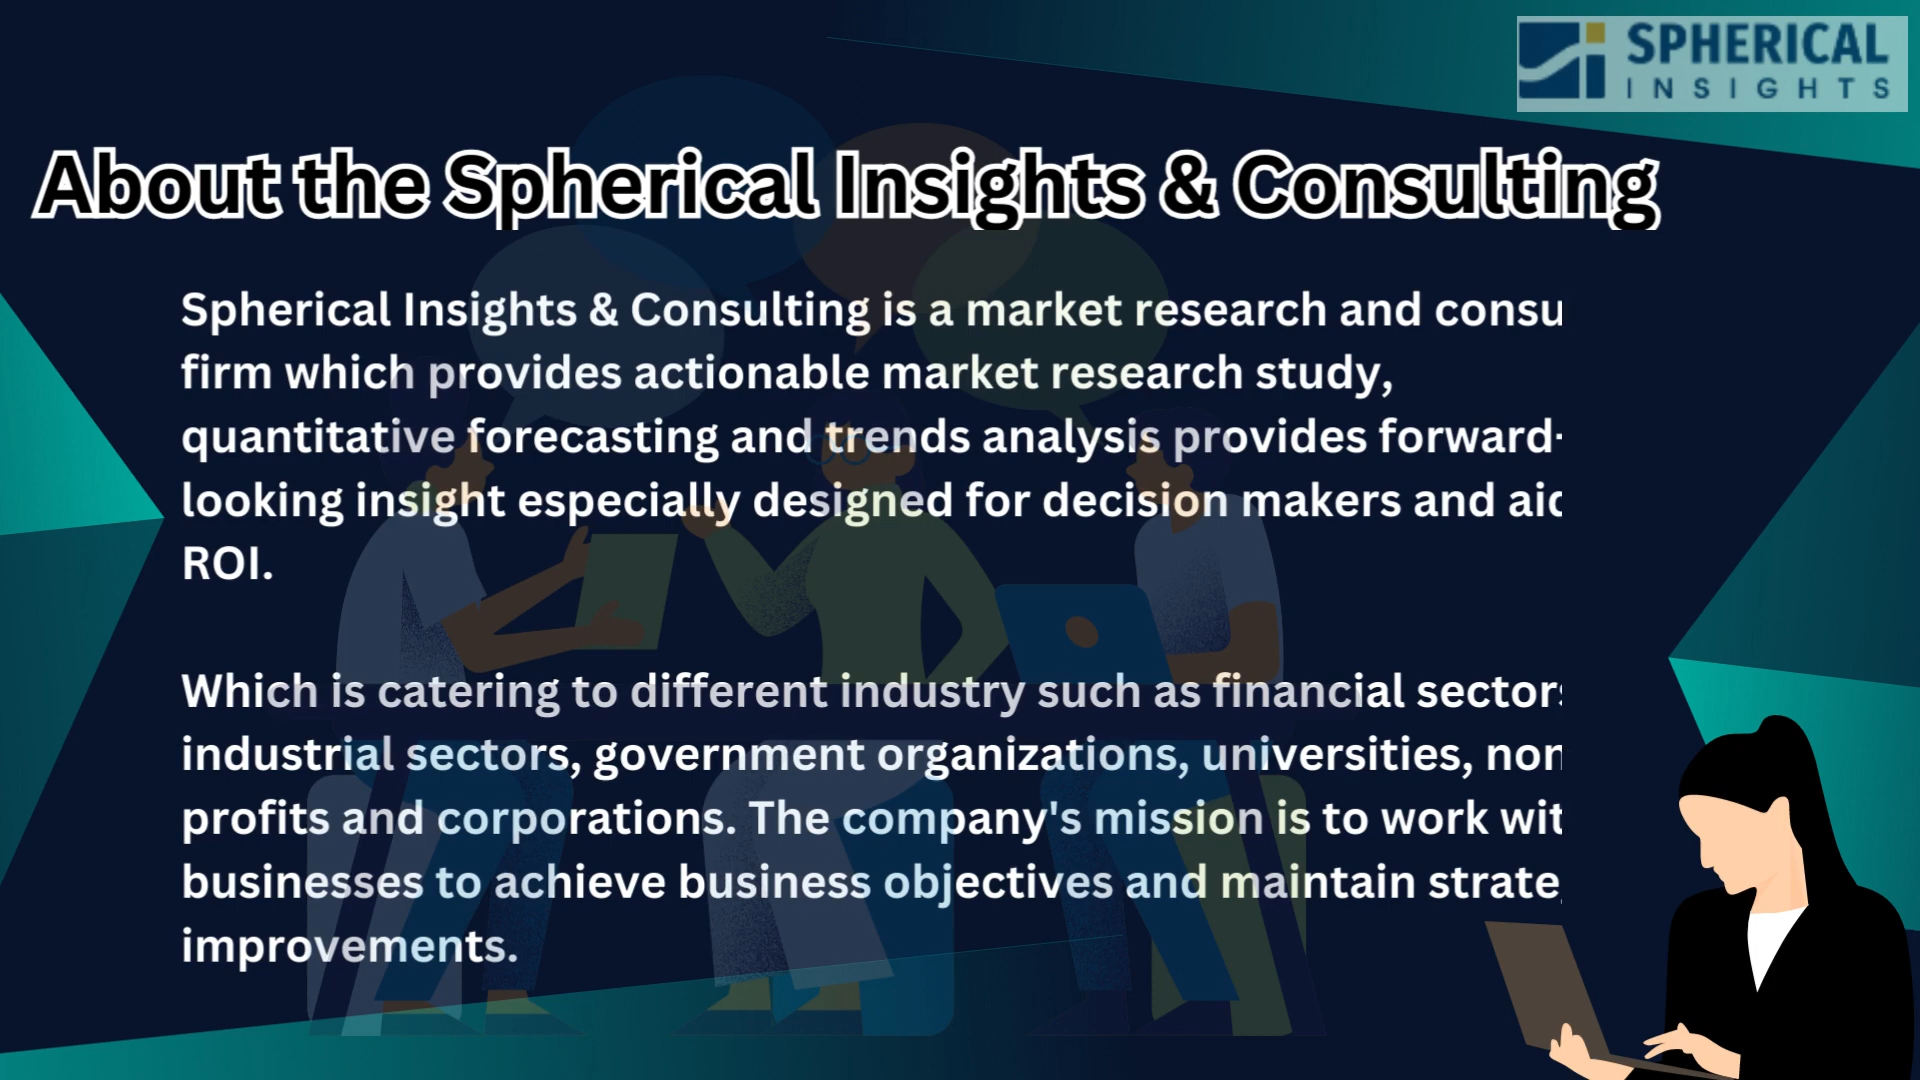 SPHERICAL
INSIGHTS
About the Spherical Insights & Consulting
Spherical Insights & Consulting is a market research and consu
firm which provides actionable market research study,
quantitative forecasting and trends analysis provides forward-
looking insight especially designed for decision makers and
ROI.
Which is catering to different industry such as financial sectors
industrial sectors, government organizations, universities, non
profits and corporations. The company's mission is to work wit
businesses to achieve business objectives and maintain strate
improvements.